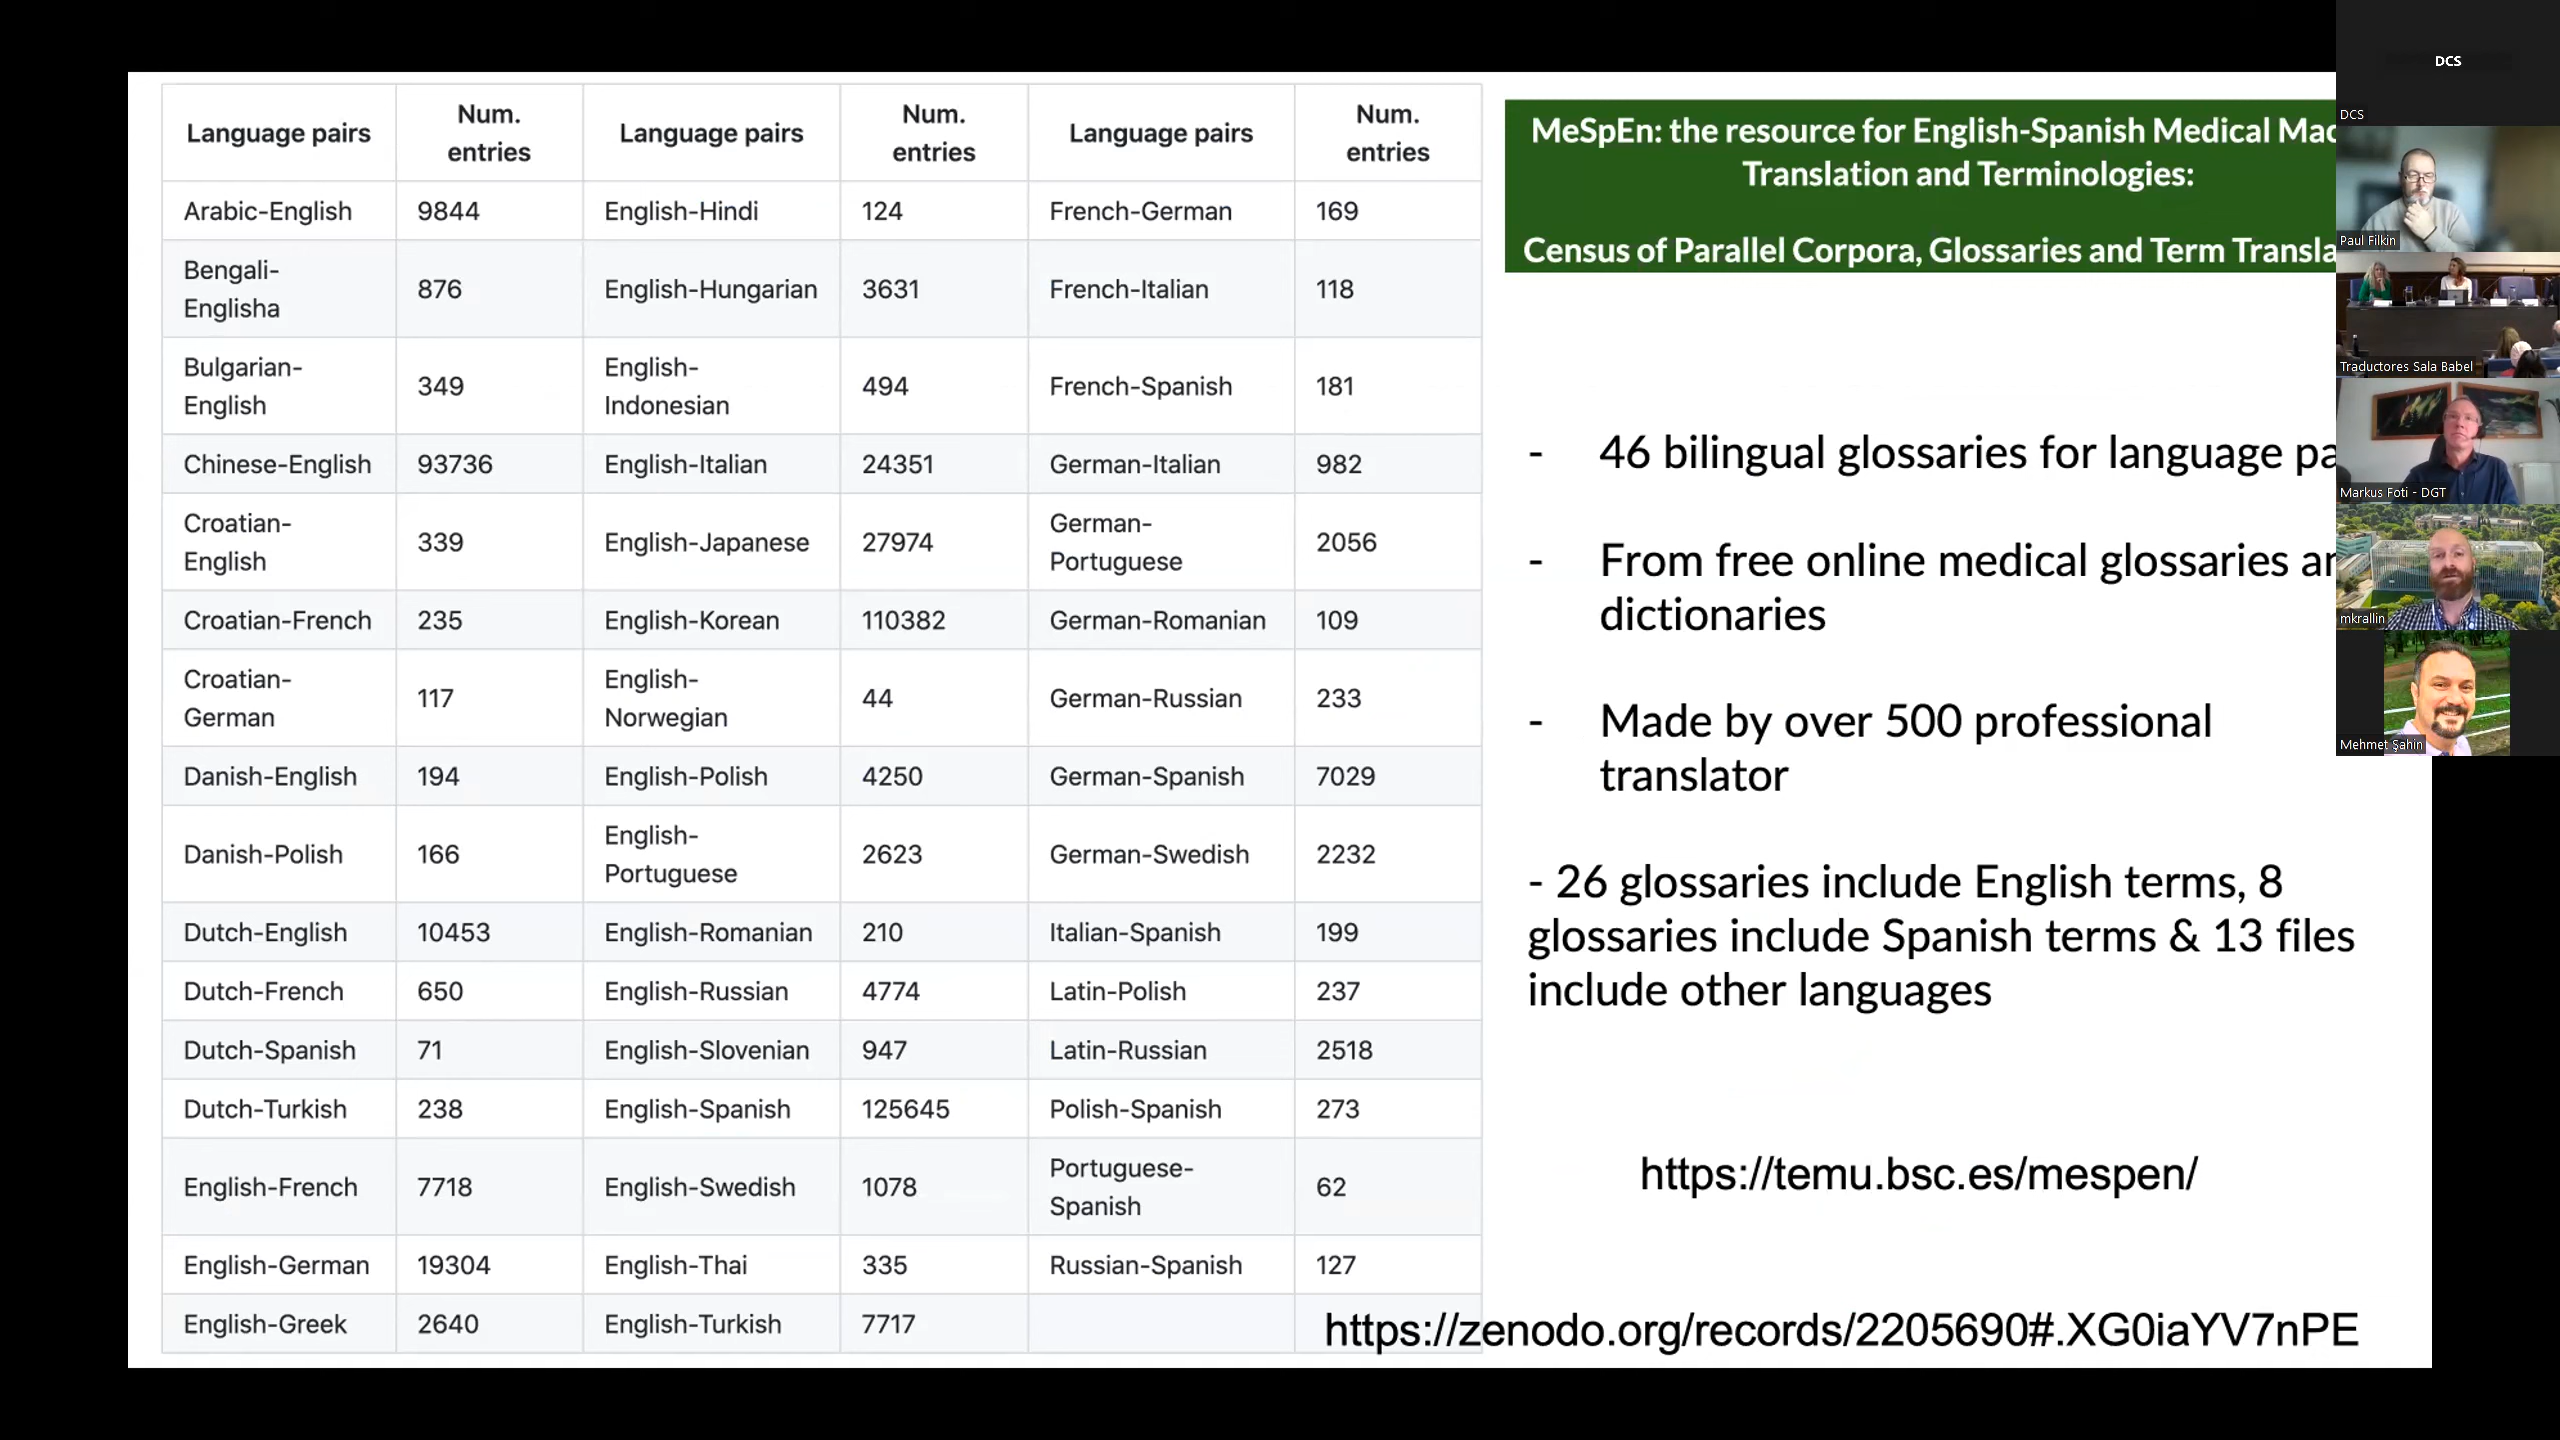 Language pairs
Num.
entries
Language pairs
Num.
entries
Language pairs
Num.
entries
Arabic-English 9844 English-Hindi 124 French-German 169
Bengali-
Englisha
876
English-Hungarian 3631 French-Italian 118
Bulgarian-
English
349
English-
Indonesian
494
French-Spanish 181
Chinese-English 93736 English-Italian 24351 German-Italian 982
Croatian-
English
339
English-Japanese 27974
German-
Portuguese
2056
Croatian-French 235 English-Korean 110382 German-Romanian 109
Croatian-
German
117
English-
Norwegian
44
German-Russian 233
Danish-English 194 English-Polish 4250 German-Spanish 7029
Danish-Polish 166
English-
Portuguese
2623
German-Swedish 2232
Dutch-English 10453 English-Romanian 210 Italian-Spanish 199
Dutch-French 650 English-Russian 4774 Latin-Polish 237
Dutch-Spanish 71 English-Slovenian 947 Latin-Russian 2518
Dutch-Turkish 238 English-Spanish 125645 Polish-Spanish 273
English-French 7718 English-Swedish 1078
Portuguese-
Spanish
62
English-German 19304 English-Thai 335 Russian-Spanish 127
English-Greek 2640 English-Turkish 7717
MeSpEn: the resource for English-Spanish Medical
Translation and Terminologies:
Census of Parallel Corpora, Glossaries and Term
- 46 bilingual glossaries for language
- From free online medical glossaries
dictionaries
- Made by over 500 professional
translator
- 26 glossaries include English terms, 8
glossaries include Spanish terms & 13 files
include other languages
https://temu.bsc.es/mespen/
https://zenodo.org/records/2205690#.XG0iaYV7nPE
DCS
DCS
Paul Filkin
Traductores Sala Babel
Markus Foti - DGT
mkrallin
Mehmet Şahin